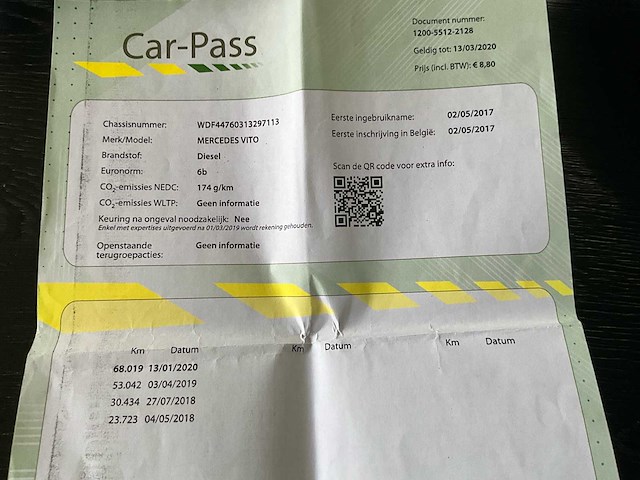 Car-Pass
Document nummer:
1200-5512-2128
Geldig tot: 13/03/2020
Prijs (incl. BTW): € 8,80
Chassisnummer: WDF44760313297113
Merk/Model: MERCEDES VITO
Brandstof: Diesel
Euronorm: 6b
CO₂-emissies NEDC: 174 g/km
CO₂-emissies WLTP: Geen informatie
Keuring na ongeval noodzakelijk: Nee
Enkel met expertises uitgevoerd na 01/03/2019 wordt rekening gehouden.
Openstaande Geen informatie
terugroepacties:
Eerste ingebruikname: 02/05/2017
Eerste inschrijving in België: 02/05/2017
Scan de QR code voor extra info:
Km Datum Km Datum Km Datum
68.019 13/01/2020
53.042 03/04/2019
30.434 27/07/2018
23.723 04/05/2018